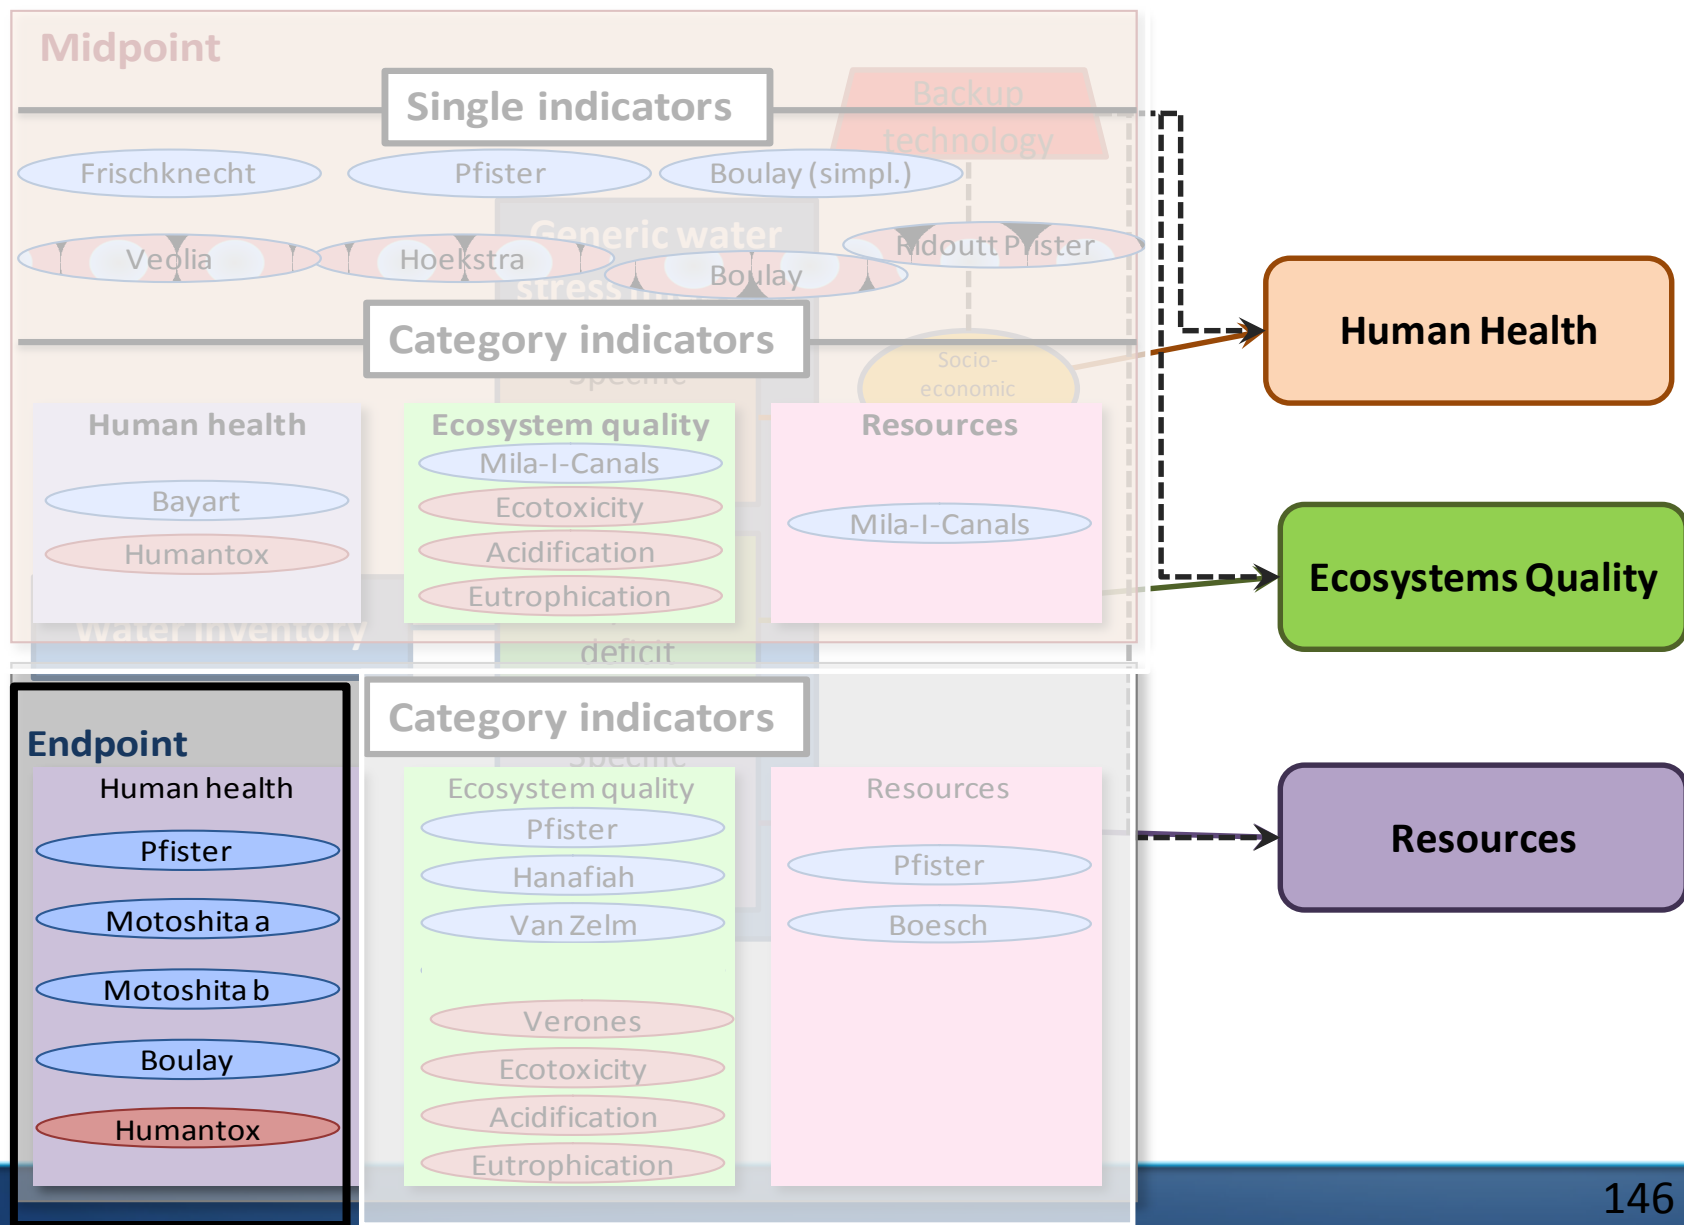 Midpoint
Single indicators
Backup
technology
Frischknecht
Pfister
Boulay (simpl.)
Generic water
stress
Veolia
Hoekstra
Boulay
Ridoutt Pfister
Category indicators
Specific
Socio-
economic
Human health
Bayart
Humantox
Ecosystem quality
Mila-I-Canals
Ecotoxicity
Acidification
Eutrophication
Resources
Mila-I-Canals
Water inventory
deficit
Human Health
Ecosystems Quality
Resources
Endpoint
Category indicators
Specific
Human health
Pfister
Motoshita a
Motoshita b
Boulay
Humantox
Ecosystem quality
Pfister
Hanafiah
Van Zelm
Verones
Ecotoxicity
Acidification
Eutrophication
Resources
Pfister
Boesch
146